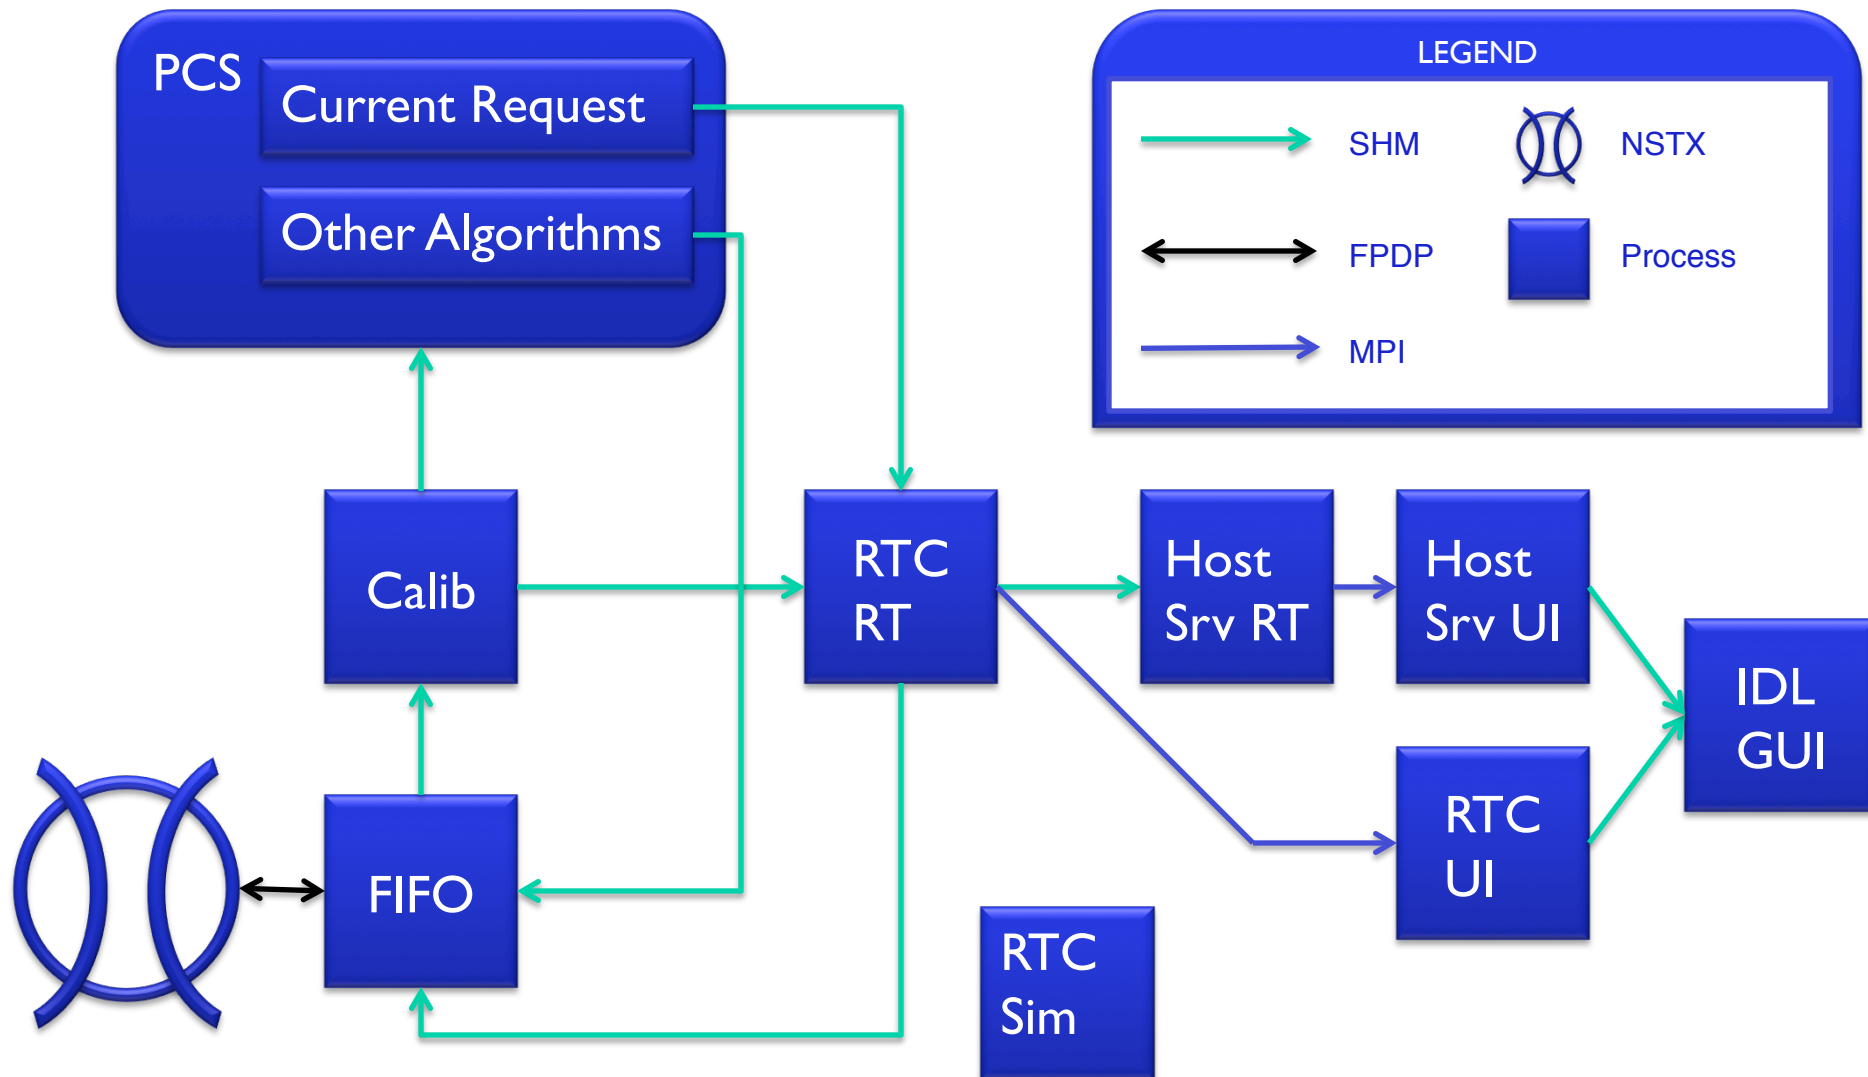 PCS
Current Request
Other Algorithms
LEGEND
SHM
NSTX
FPDP
Process
MPI
Calib
RTC
RT
Host
Srv RT
Host
Srv UI
IDL
GUI
FIFO
RTC
UI
RTC
Sim